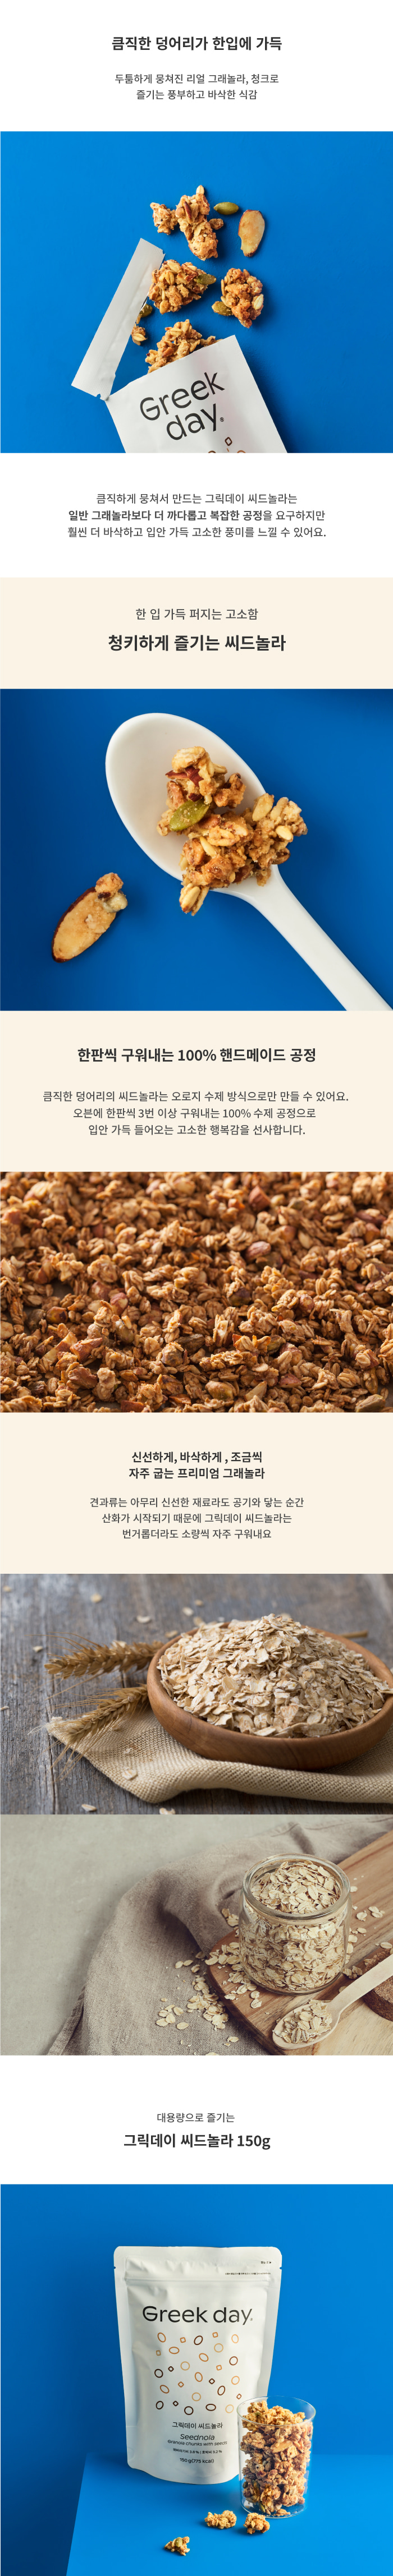 큼직한 덩어리가 한입에 가득
두툼하게 뭉쳐진 리얼 그래놀라, 청크로
즐기는 풍부하고 바삭한 식감
Greek
day.
큼직하게 뭉쳐서 만드는 그릭데이 씨드놀라는
일반 그래놀라보다 더 까다롭고 복잡한 공정을 요구하지만
훨씬 더 바삭하고 입안 가득 고소한 풍미를 느낄 수 있어요.
한 입 가득 퍼지는 고소함
청키하게 즐기는 씨드놀라
한판씩 구워내는 100% 핸드메이드 공정
큼직한 덩어리의 씨드놀라는 오로지 수제 방식으로만 만들 수 있어요.
오븐에 한판씩 3번 이상 구워내는 100% 수제 공정으로
입안 가득 들어오는 고소한 행복감을 선사합니다.
신선하게, 바삭하게 , 조금씩
자주 굽는 프리미엄 그래놀라
견과류는 아무리 신선한 재료라도 공기와 닿는 순간
산화가 시작되기 때문에 그릭데이 씨드놀라는
번거롭더라도 소량씩 자주 구워내요
대용량으로 즐기는
그릭데이 씨드놀라 150g
Greek day.
그릭데이 씨드놀라
Seednola
granola chunks with seeds
150 g(775 kcal)